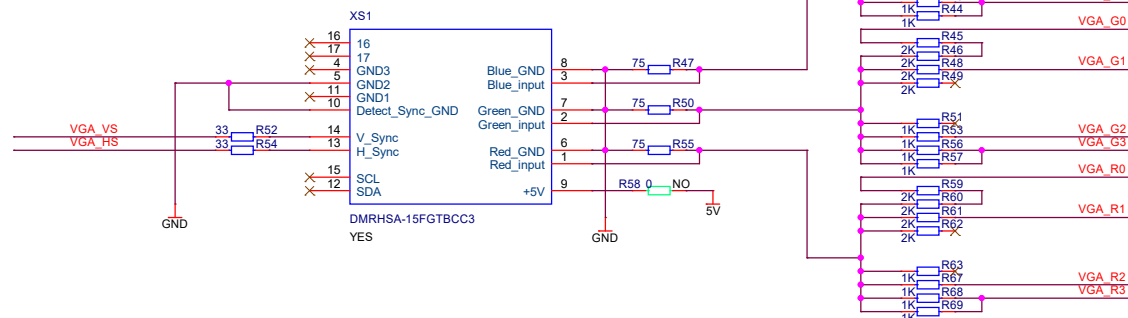 XS1
16 16
17 17
4 GND3
5 GND2
11 GND1
10 Detect_Sync_GND
14 V_Sync
13 H_Sync
15 SCL
12 SDA
Blue_GND 8
Blue_input 3
Green_GND 7
Green_input 2
Red_GND 6
Red_input 1
+5V 9
DMRHSA-15FGTBCC3
YES
GND
VGA_VS 33 R52
VGA_HS 33 R54
75 R47
75 R50
75 R55
R58 0 NO
5V
GND
1K R44
1K
VGA_G0
R45
2K R46
2K R48 VGA_G1
2K R49
2K
R51
1K R53 VGA_G2
1K R56 VGA_G3
1K R57
1K
VGA_R0
R59
2K R60
2K R61 VGA_R1
2K R62
2K
R63
1K R67 VGA_R2
1K R68 VGA_R3
1K R69
1K